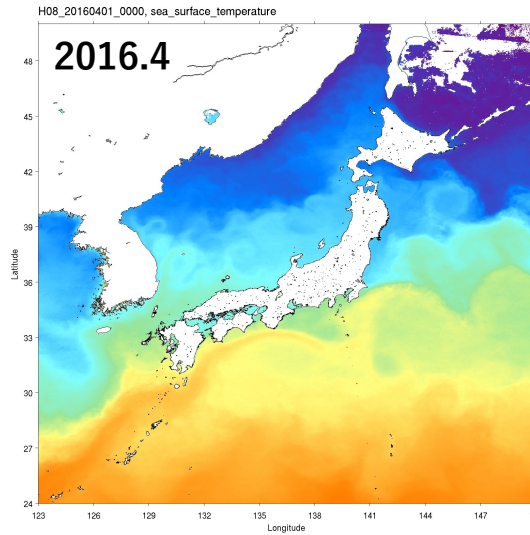 H08_20160401_0000, sea_surface_temperature
2016.4
48
45
42
39
36
33
30
27
24
Latitude
123 126 129 132 135 138 141 144 147
Longitude